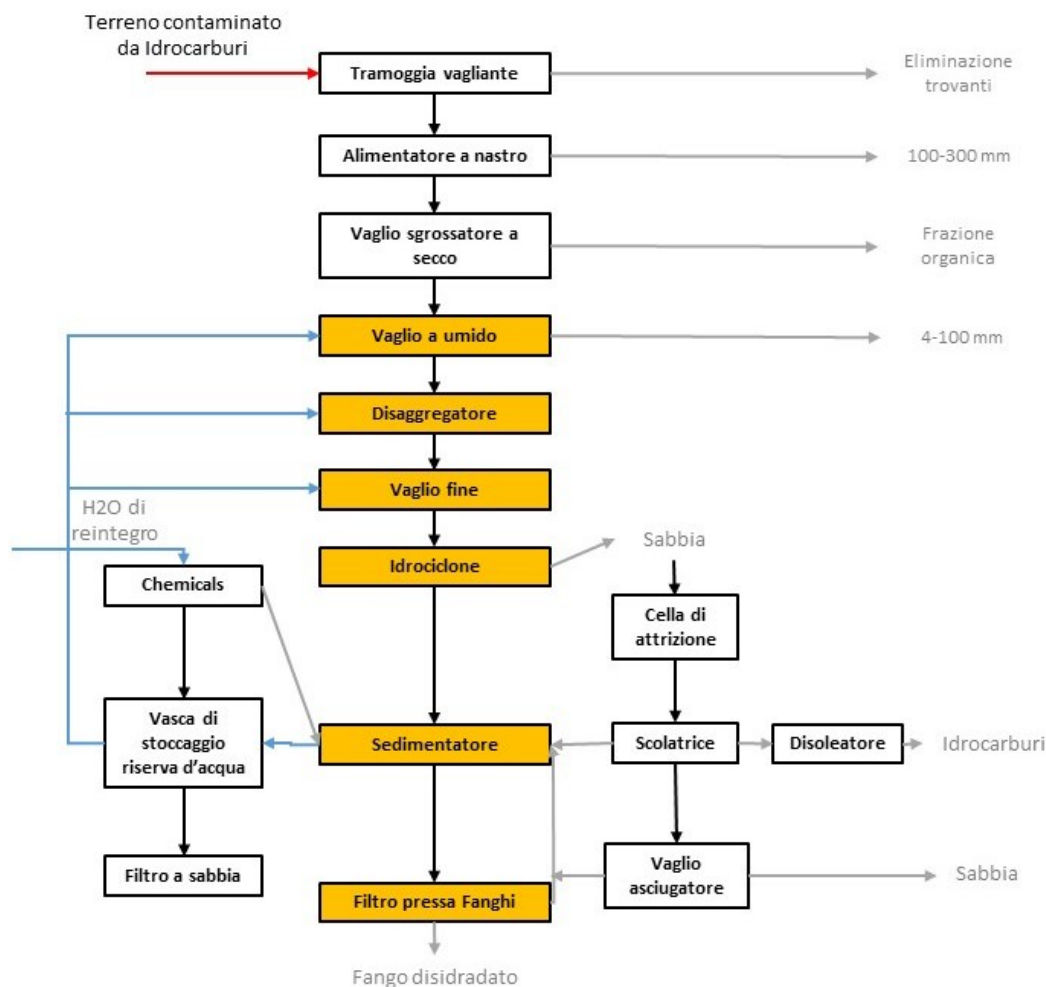 Terreno contaminato
da Idrocarburi
Tramoggia vagliante
Eliminazione
trovanti
Alimentatore a nastro
100-300 mm
Vaglio sgrossatore a
secco
Frazione
organica
Vaglio a umido
4-100 mm
Disaggregatore
Vaglio fine
H2O di
reintegro
Idrociclone
Sabbia
Chemicals
Cella di
attrizione
Vasca di
stoccaggio
riserva d'acqua
Sedimentatore
Scolatrice
Disoleatore
Idrocarburi
Filtro a sabbia
Filtro pressa Fanghi
Vaglio
asciugatore
Sabbia
Fango disidradato